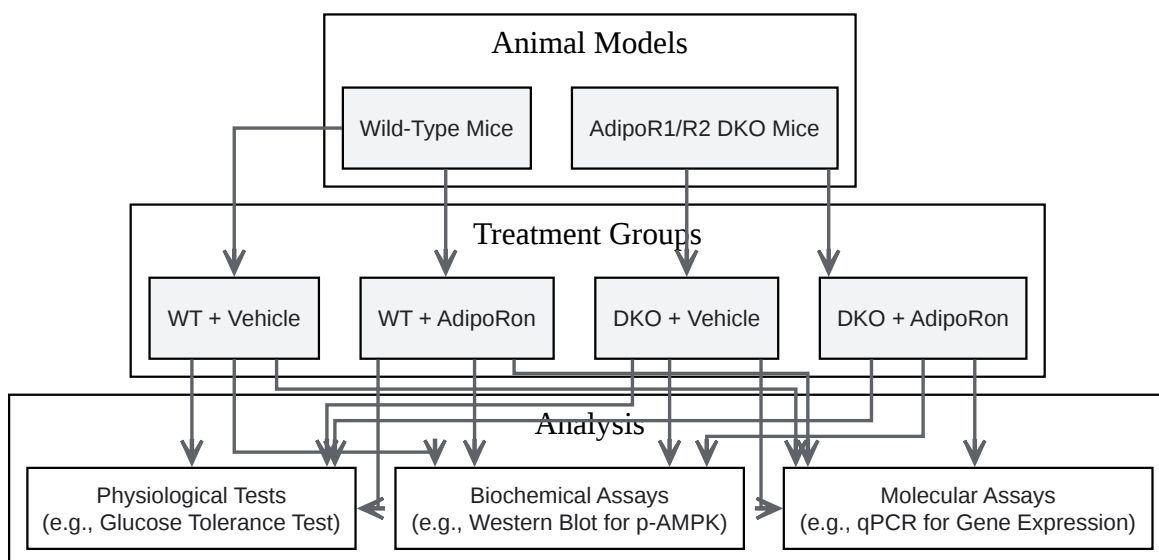 Animal Models
Wild-Type Mice
AdipoR1/R2 DKO Mice
Treatment Groups
WT + Vehicle
WT + AdipoRon
DKO + Vehicle
DKO + AdipoRon
Analysis
Physiological Tests
(e.g., Glucose Tolerance Test)
Biochemical Assays
(e.g., Western Blot for p-AMPK)
Molecular Assays
(e.g., qPCR for Gene Expression)